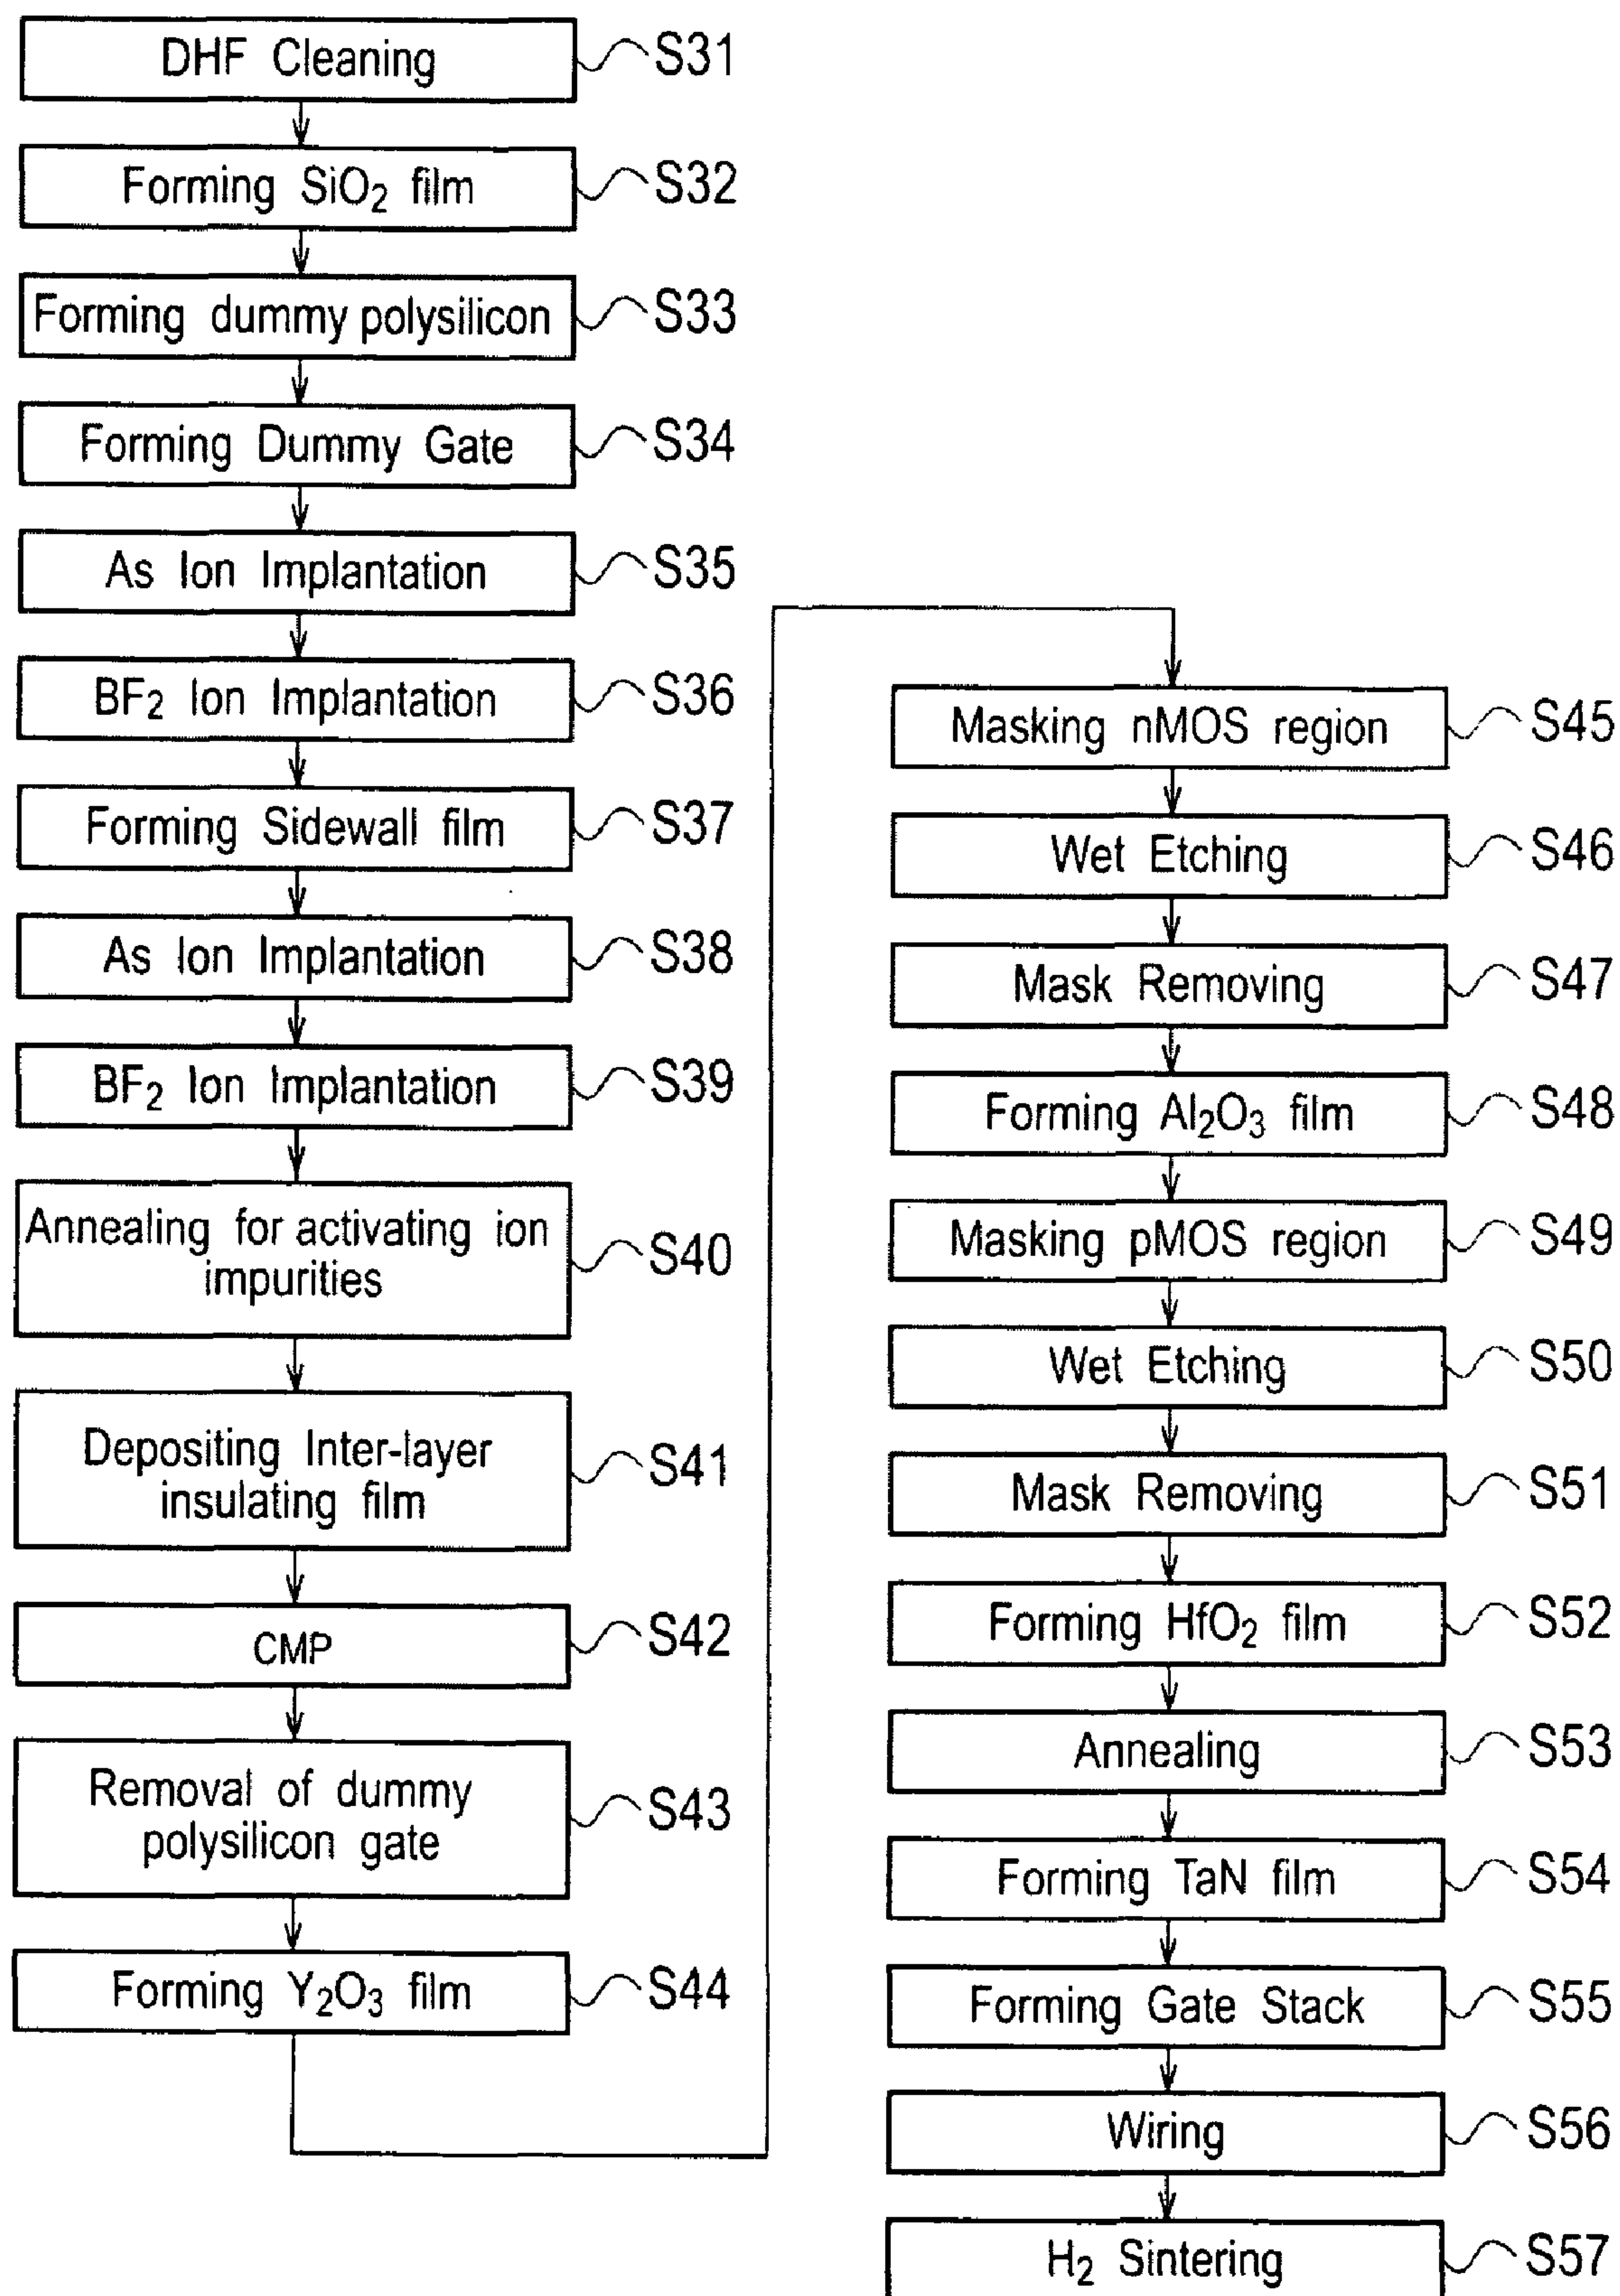 DHF Cleaning S31
Forming SiO₂ film S32
Forming dummy polysilicon S33
Forming Dummy Gate S34
As Ion Implantation S35
BF₂ Ion Implantation S36
Forming Sidewall film S37
As Ion Implantation S38
BF₂ Ion Implantation S39
Annealing for activating ion
impurities S40
Depositing Inter-layer
insulating film S41
CMP S42
Removal of dummy
polysilicon gate S43
Forming Y₂O₃ film S44
Masking nMOS region S45
Wet Etching S46
Mask Removing S47
Forming Al₂O₃ film S48
Masking pMOS region S49
Wet Etching S50
Mask Removing S51
Forming HfO₂ film S52
Annealing S53
Forming TaN film S54
Forming Gate Stack S55
Wiring S56
H₂ Sintering S57